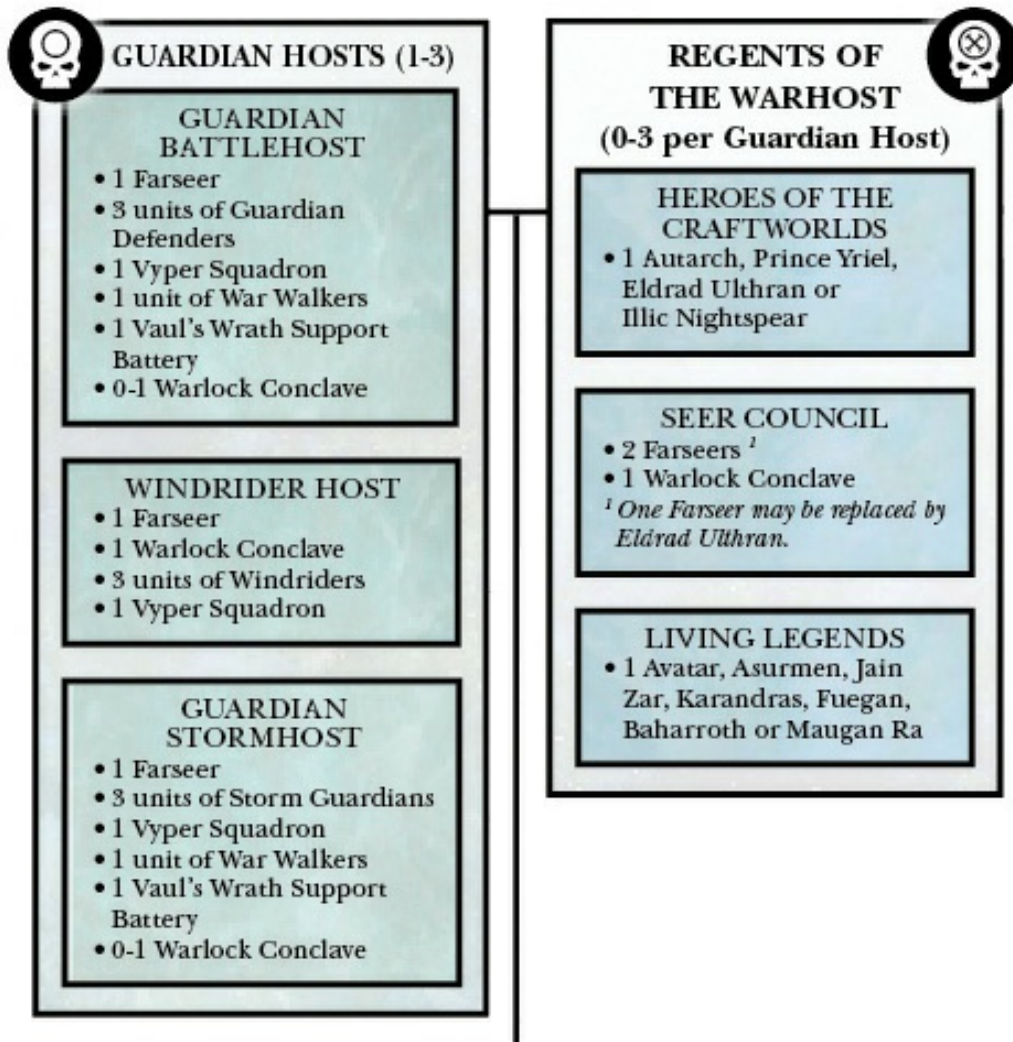 GUARDIAN HOSTS (1-3)
GUARDIAN
BATTLEHOST
• 1 Farseer
• 3 units of Guardian
Defenders
• 1 Vyper Squadron
• 1 unit of War Walkers
• 1 Vaul's Wrath Support
Battery
• 0-1 Warlock Conclave
WINDRIDER HOST
• 1 Farseer
• 1 Warlock Conclave
• 3 units of Windriders
• 1 Vyper Squadron
GUARDIAN
STORMHOST
• 1 Farseer
• 3 units of Storm Guardians
• 1 Vyper Squadron
• 1 unit of War Walkers
• 1 Vaul's Wrath Support
Battery
• 0-1 Warlock Conclave
REGENTS OF
THE WARHOST
(0-3 per Guardian Host)
HEROES OF THE
CRAFTWORLDS
• 1 Autarch, Prince Yriel,
Eldrad Ulthran or
Illic Nightspear
SEER COUNCIL
• 2 Farseers ¹
• 1 Warlock Conclave
¹ One Farseer may be replaced by
Eldrad Ulthran.
LIVING LEGENDS
• 1 Avatar, Asurmen, Jain
Zar, Karandras, Fuegan,
Baharroth or Maugan Ra